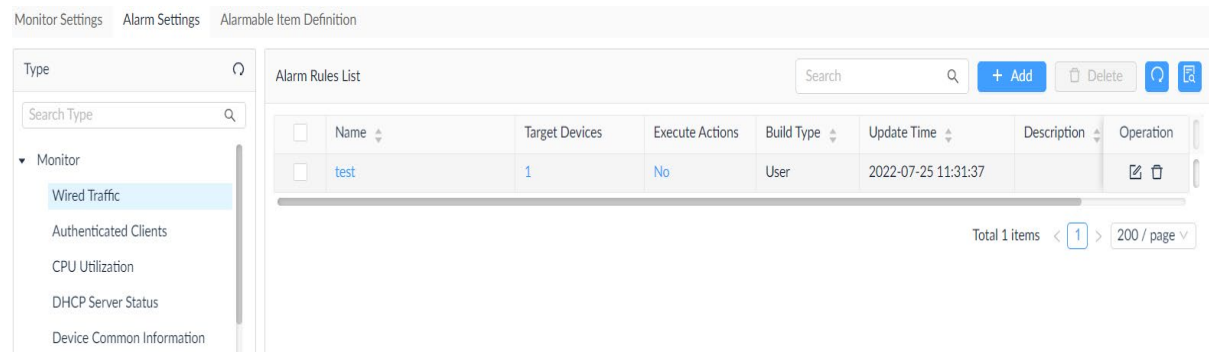 Monitor Settings Alarm Settings Alarmable Item Definition
Type
Search Type
Monitor
Wired Traffic
Authenticated Clients
CPU Utilization
DHCP Server Status
Device Common Information
Alarm Rules List Search + Add Delete
Name Target Devices Execute Actions Build Type Update Time Description Operation
test 1 No User 2022-07-25 11:31:37
Total 1 items < 1 > 200 / page